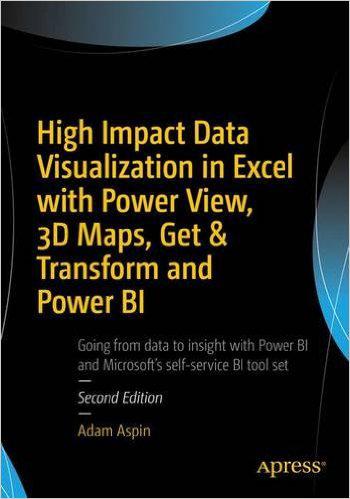 High Impact Data
Visualization in Excel
with Power View,
3D Maps, Get &
Transform and
Power BI
Going from data to insight with Power BI
and Microsoft's self-service BI tool set
—
Second Edition
—
Adam Aspin
Apress®